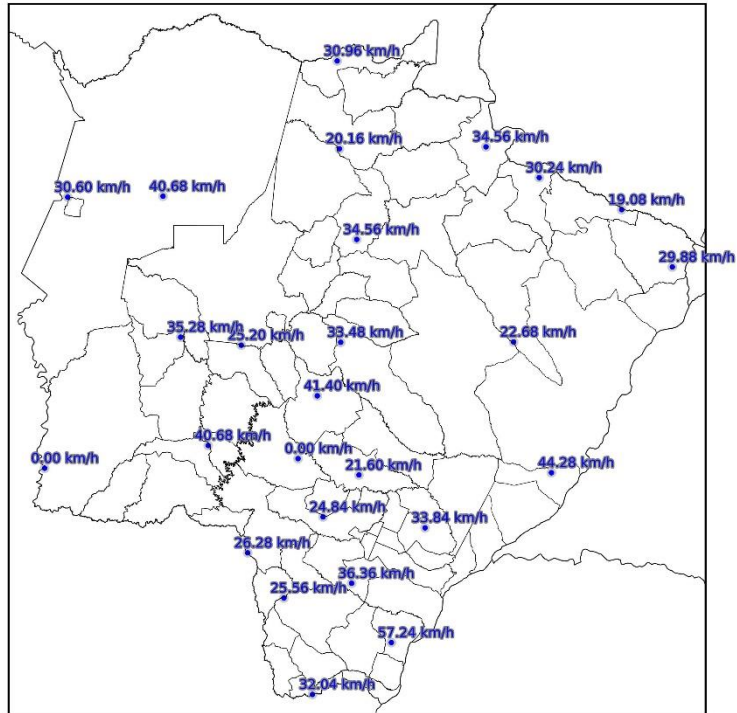 30.96 km/h
20.16 km/h
34.56 km/h
30.24 km/h
30.60 km/h
40.68 km/h
19.08 km/h
34.56 km/h
29.88 km/h
35.28 km/h
25.20 km/h
33.48 km/h
22.68 km/h
41.40 km/h
40.68 km/h
0.00 km/h
0.00 km/h
21.60 km/h
44.28 km/h
24.84 km/h
33.84 km/h
26.28 km/h
36.36 km/h
25.56 km/h
57.24 km/h
32.04 km/h